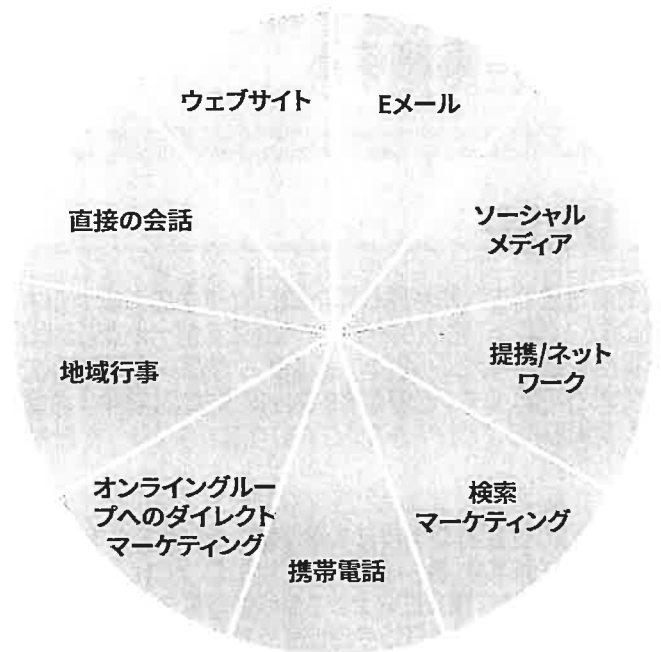 ウェブサイト
Eメール
ソーシャル
メディア
提携/ネット
ワーク
検索
マーケティング
携帯電話
オンライングルー
プへのダイレクト
マーケティング
地域行事
直接の会話